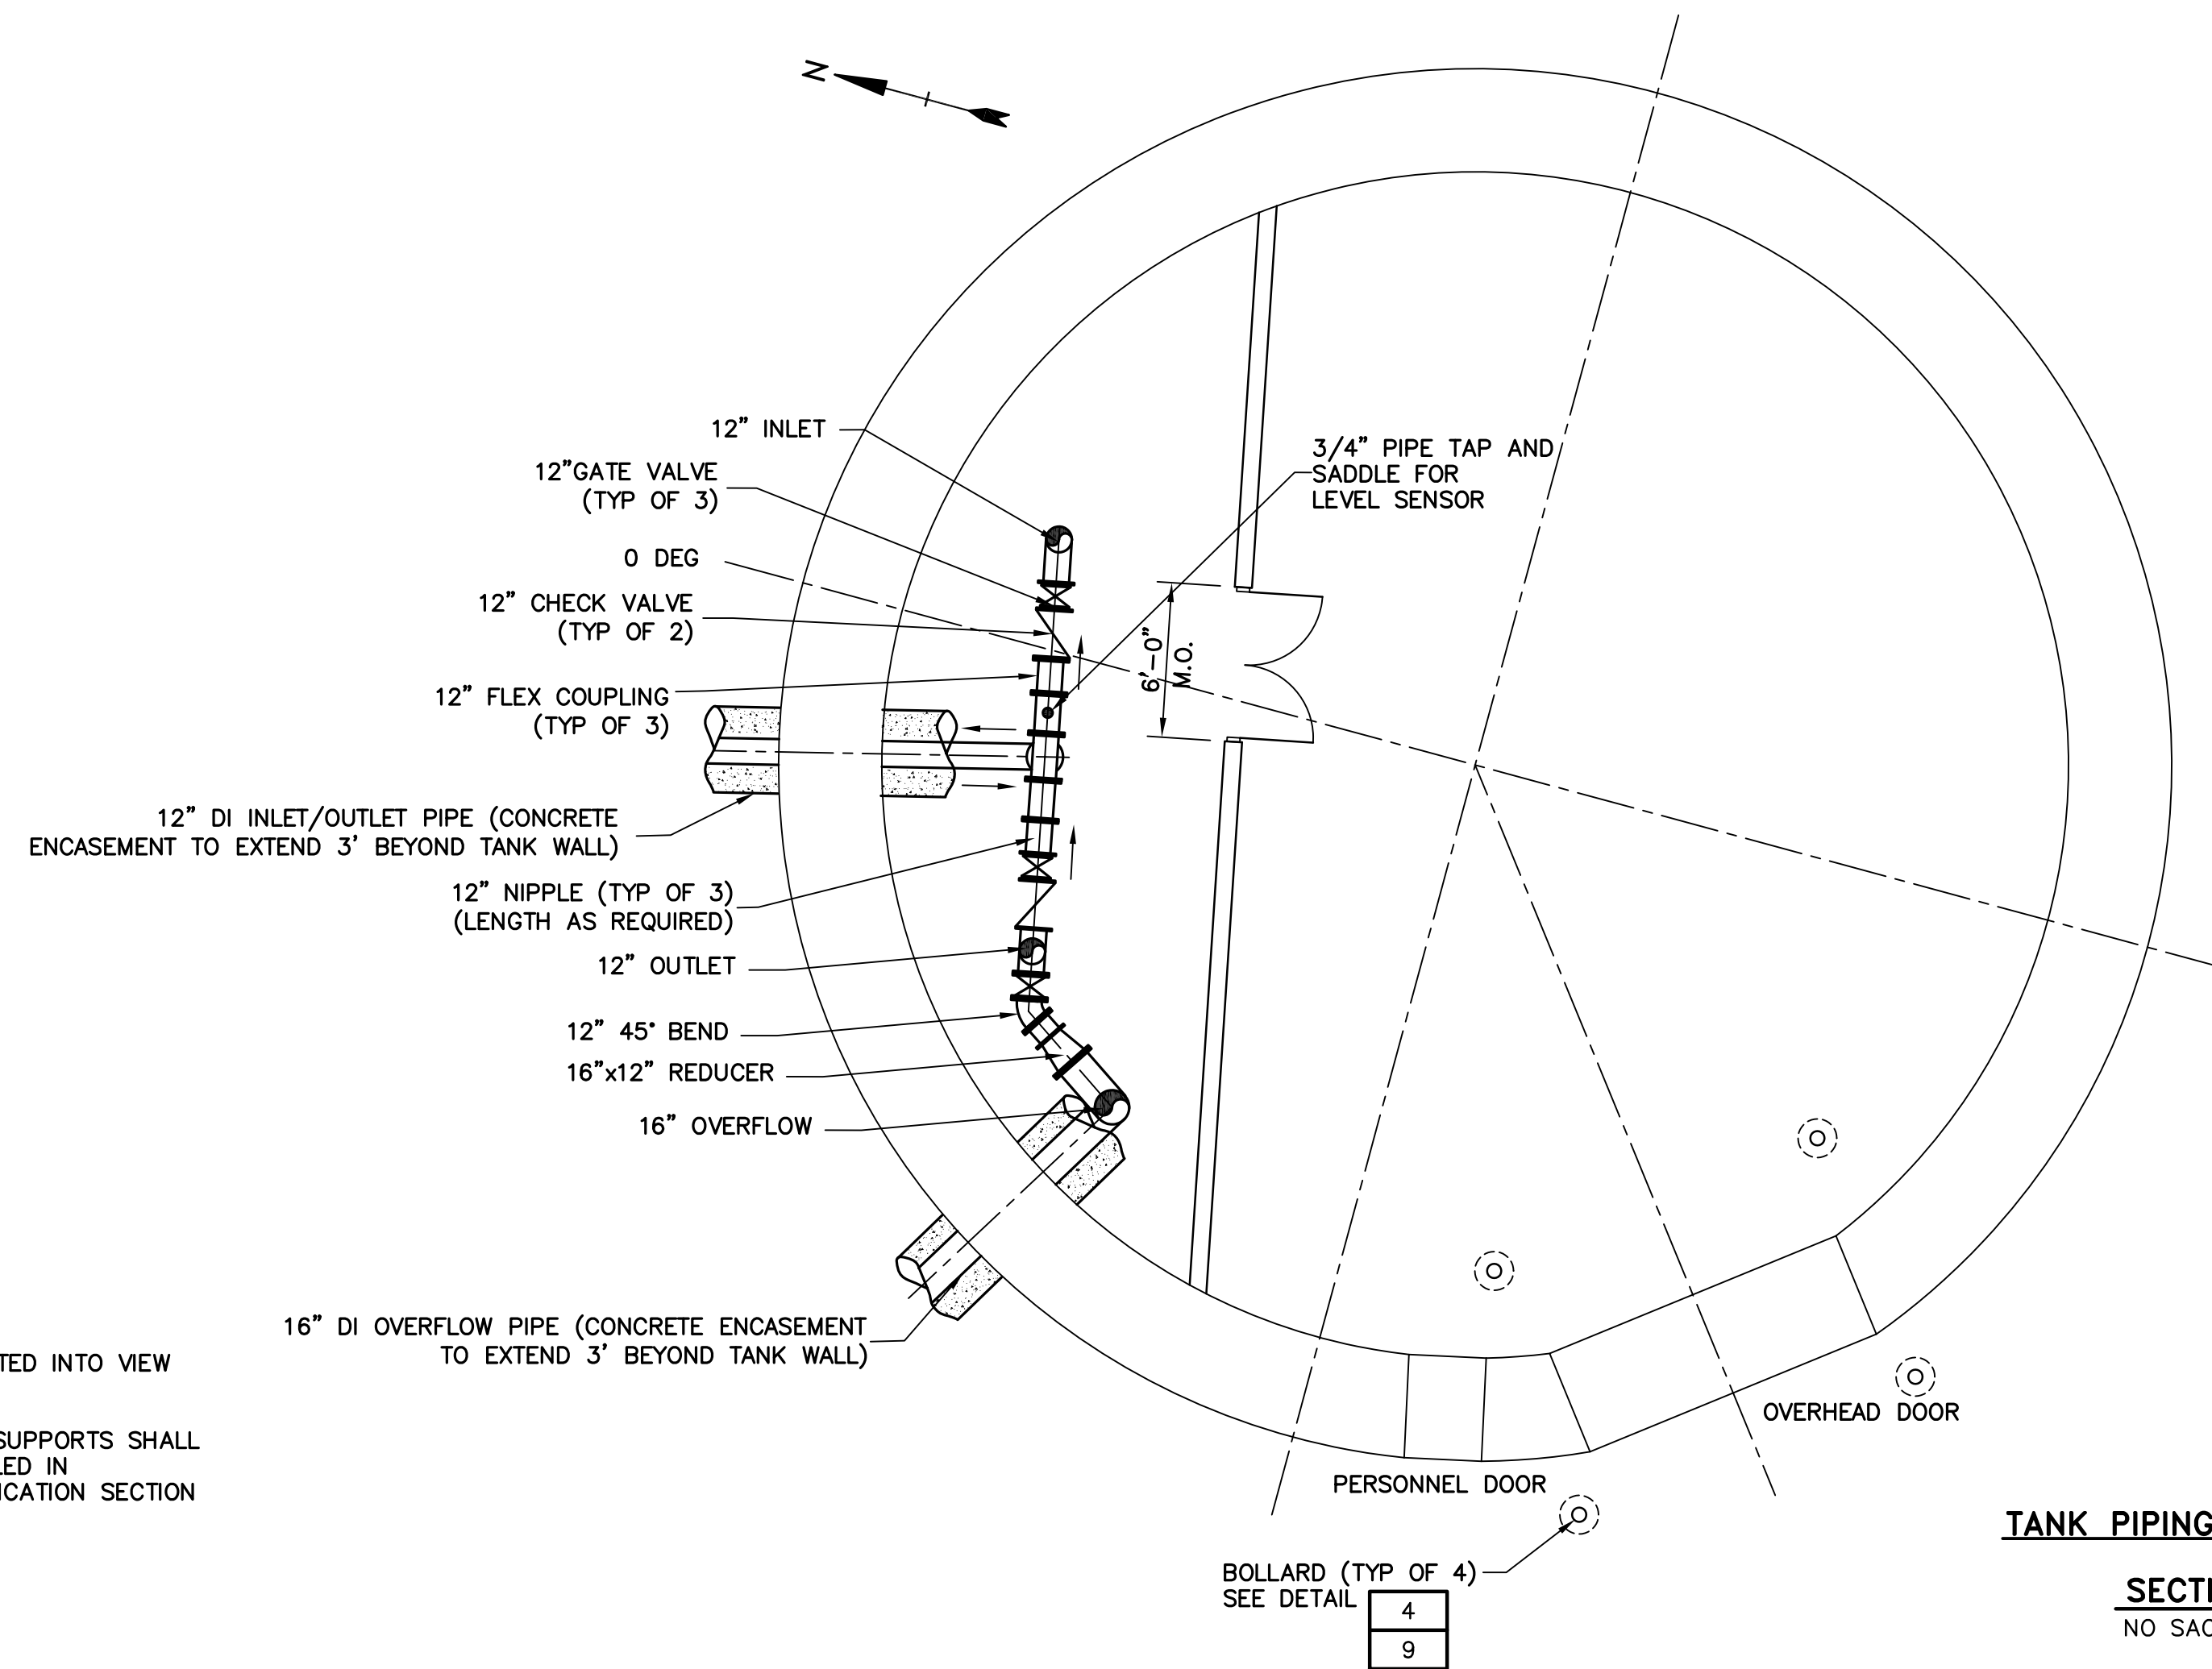 N
12" INLET
12"GATE VALVE
(TYP OF 3)
0 DEG
12" CHECK VALVE
(TYP OF 2)
12" FLEX COUPLING
(TYP OF 3)
3/4" PIPE TAP AND
SADDLE FOR
LEVEL SENSOR
6'-0"
M.O.
12" DI INLET/OUTLET PIPE (CONCRETE
ENCASEMENT TO EXTEND 3' BEYOND TANK WALL)
12" NIPPLE (TYP OF 3)
(LENGTH AS REQUIRED)
12" OUTLET
12" 45° BEND
16"x12" REDUCER
16" OVERFLOW
16" DI OVERFLOW PIPE (CONCRETE ENCASEMENT
TO EXTEND 3' BEYOND TANK WALL)
TED INTO VIEW
SUPPORTS SHALL
LED IN
ICATION SECTION
OVERHEAD DOOR
PERSONNEL DOOR
BOLLARD (TYP OF 4)
SEE DETAIL
4
9
TANK PIPING
SECTI
NO SAC